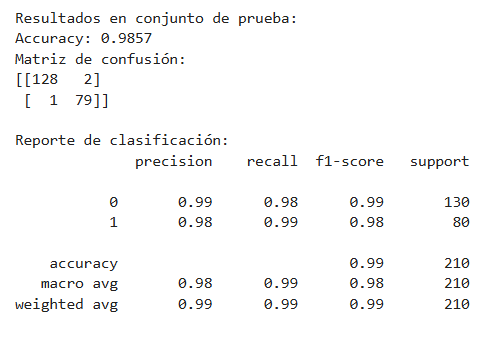 Resultados en conjunto de prueba:
Accuracy: 0.9857
Matriz de confusión:
[[128   2]
 [  1  79]]
precision    recall  f1-score   support
Reporte de clasificación:
0       0.99      0.98      0.99       130
1       0.98      0.99      0.98        80
accuracy                           0.99       210
macro avg       0.98      0.99      0.98       210
weighted avg       0.99      0.99      0.99       210